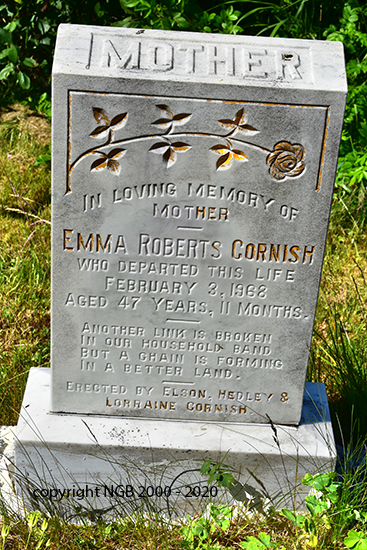 MOTHER
IN LOVING MEMORY OF
MOTHER
EMMA ROBERTS CORNISH
WHO DEPARTED THIS LIFE
FEBRUARY 3, 1968
AGED 47 YEARS, 11 MONTHS.
ANOTHER LINK IS BROKEN
IN OUR HOUSEHOLD BAND
BUT A CHAIN IS FORMING
IN A BETTER LAND.
ERECTED BY ELSON, HEDLEY &
LORRAINE CORNISH
copyright NGB 2000 - 2020